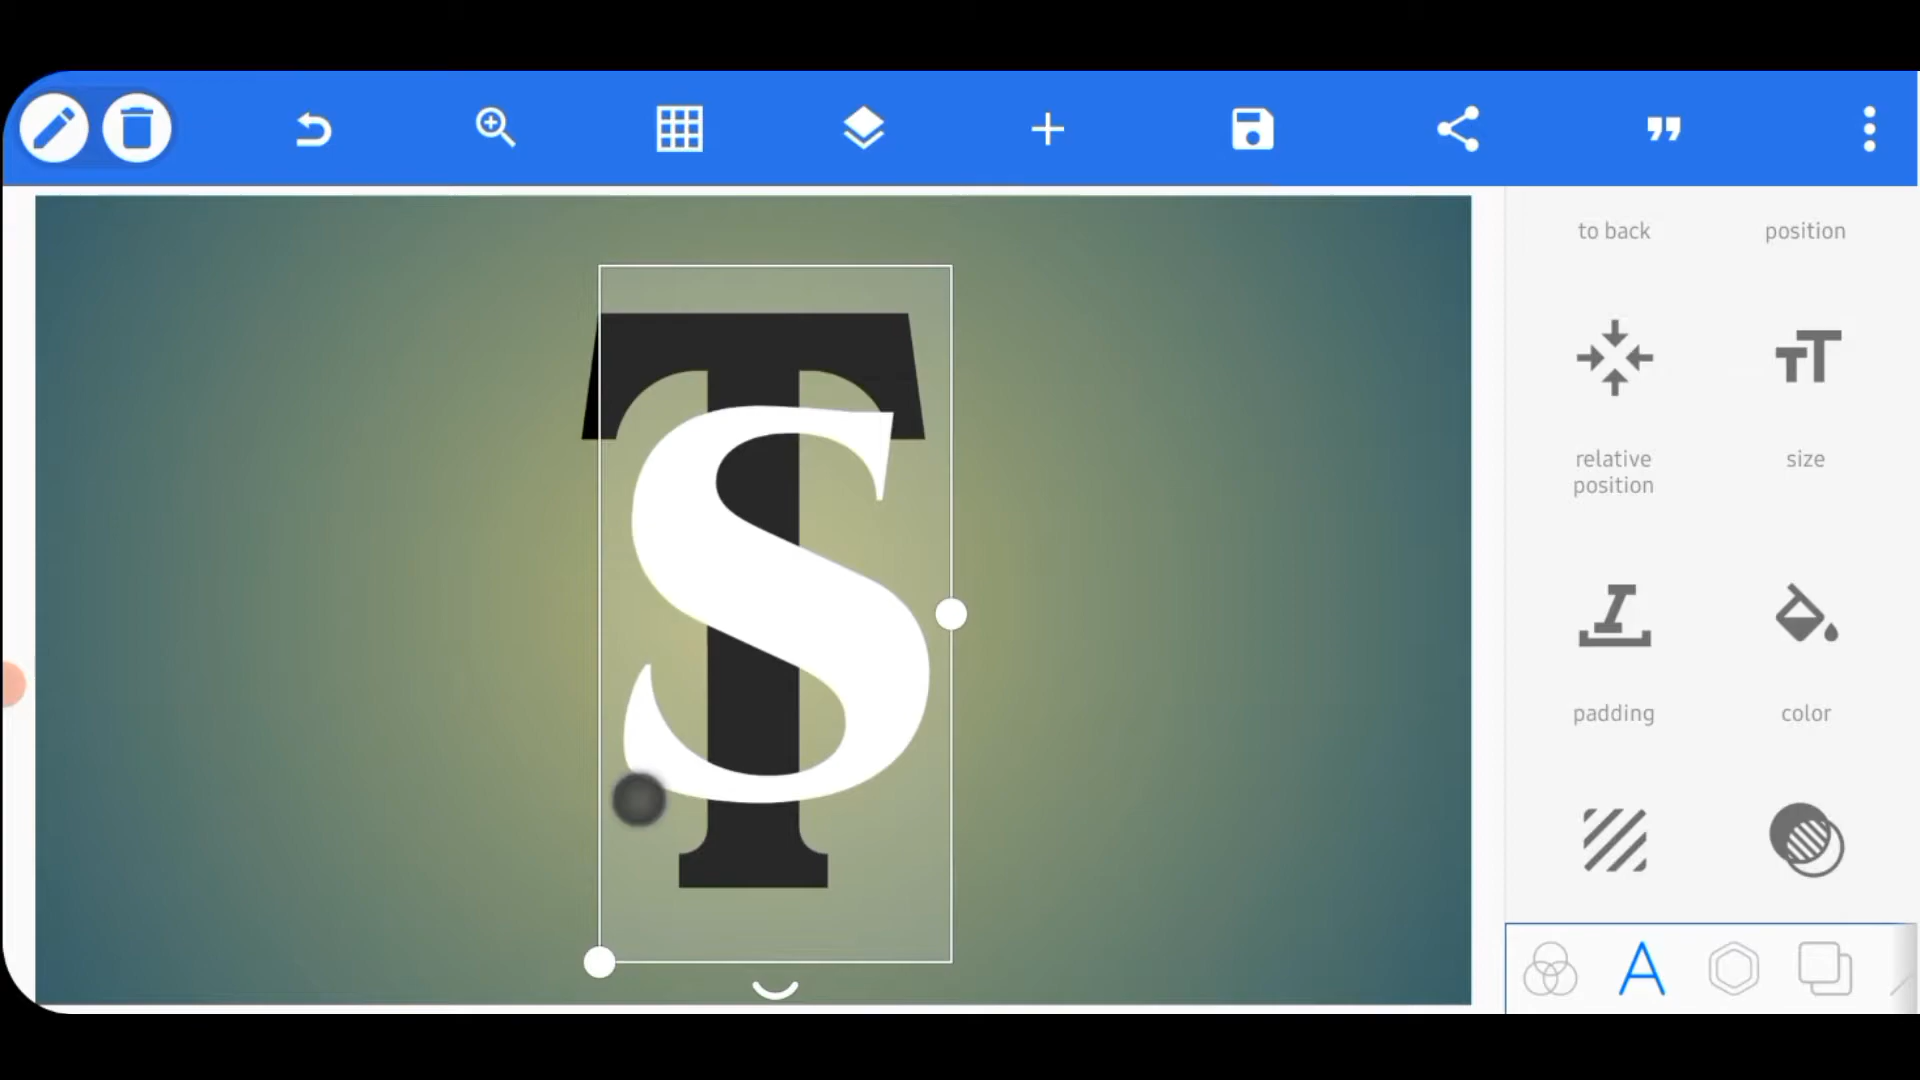 to back
position
T
S
relative
position
size
padding
color